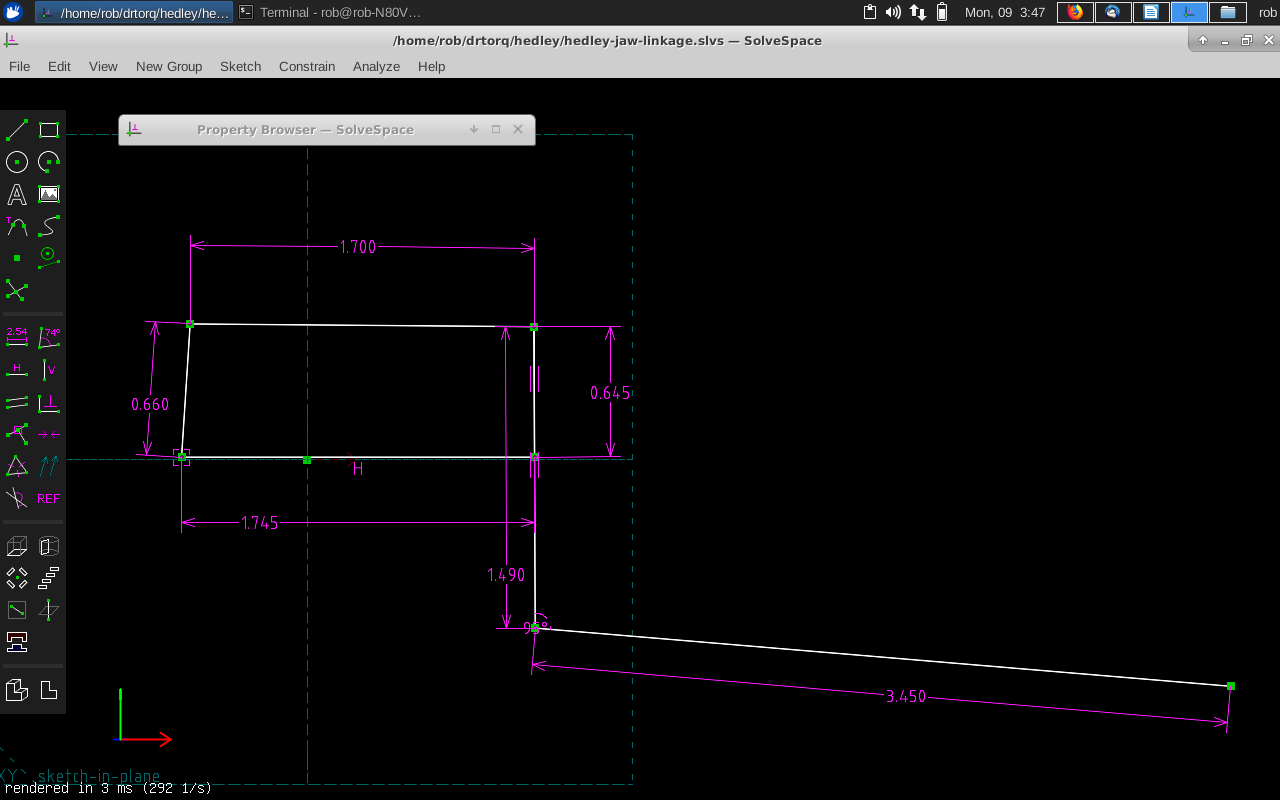 /home/rob/drtorq/hedley/he... Terminal - rob@rob-N80V... Mon, 09 3:47 rob
/home/rob/drtorq/hedley/hedley-jaw-linkage.slvs — SolveSpace
File Edit View New Group Sketch Constrain Analyze Help
Property Browser — SolveSpace
A
T
1.700
2.54 74°
H V
0.645
0.660
H
REF
1.745
1.490
3.450
XY` sketch-in-plane
rendered in 3 ms (292 1/s)